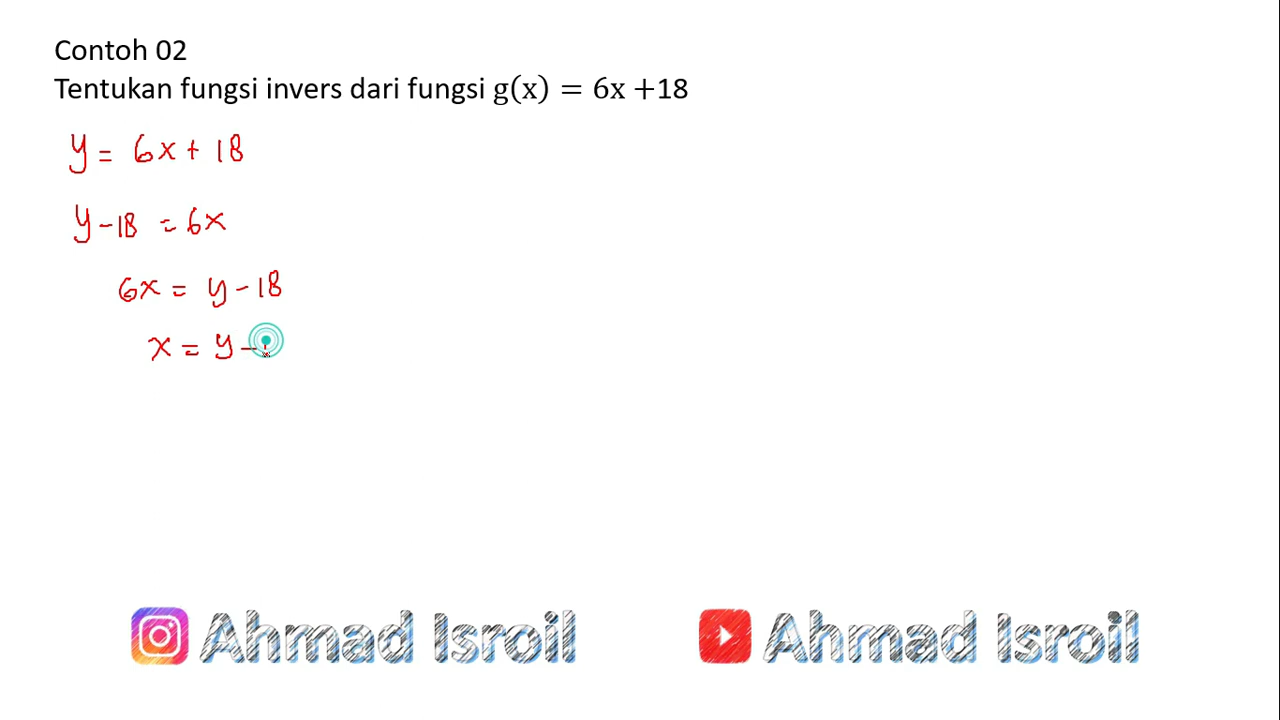 Contoh 02
Tentukan fungsi invers dari fungsi g(x) = 6x +18
y = 6x + 18
y - 18 = 6x
6x = y - 18
x = y -
Ahmad Isroil
Ahmad Isroil